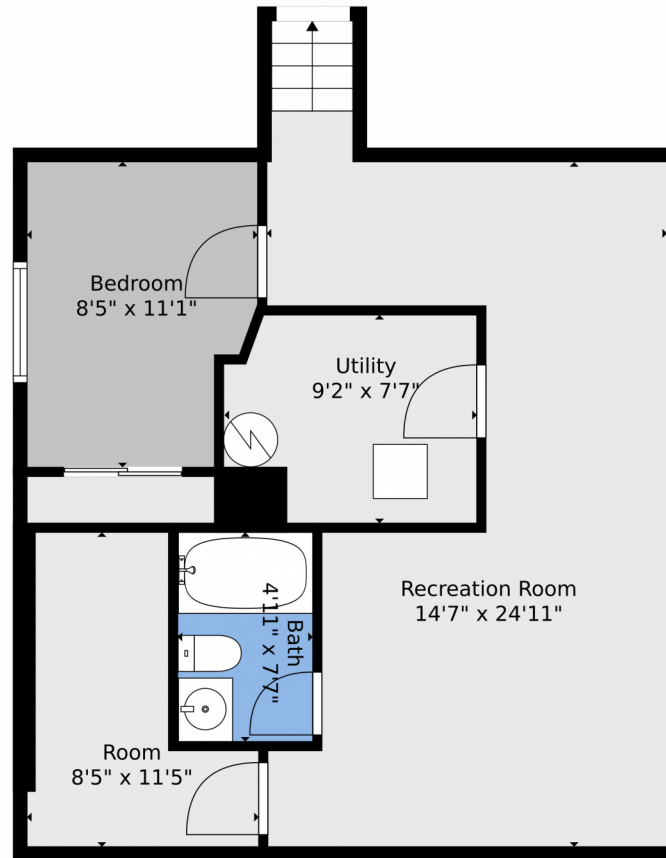 Bedroom
8'5" x 11'1"
Utility
9'2" x 7'7"
Recreation Room
14'7" x 24'11"
Bath
4'11" x 7'7"
Room
8'5" x 11'5"